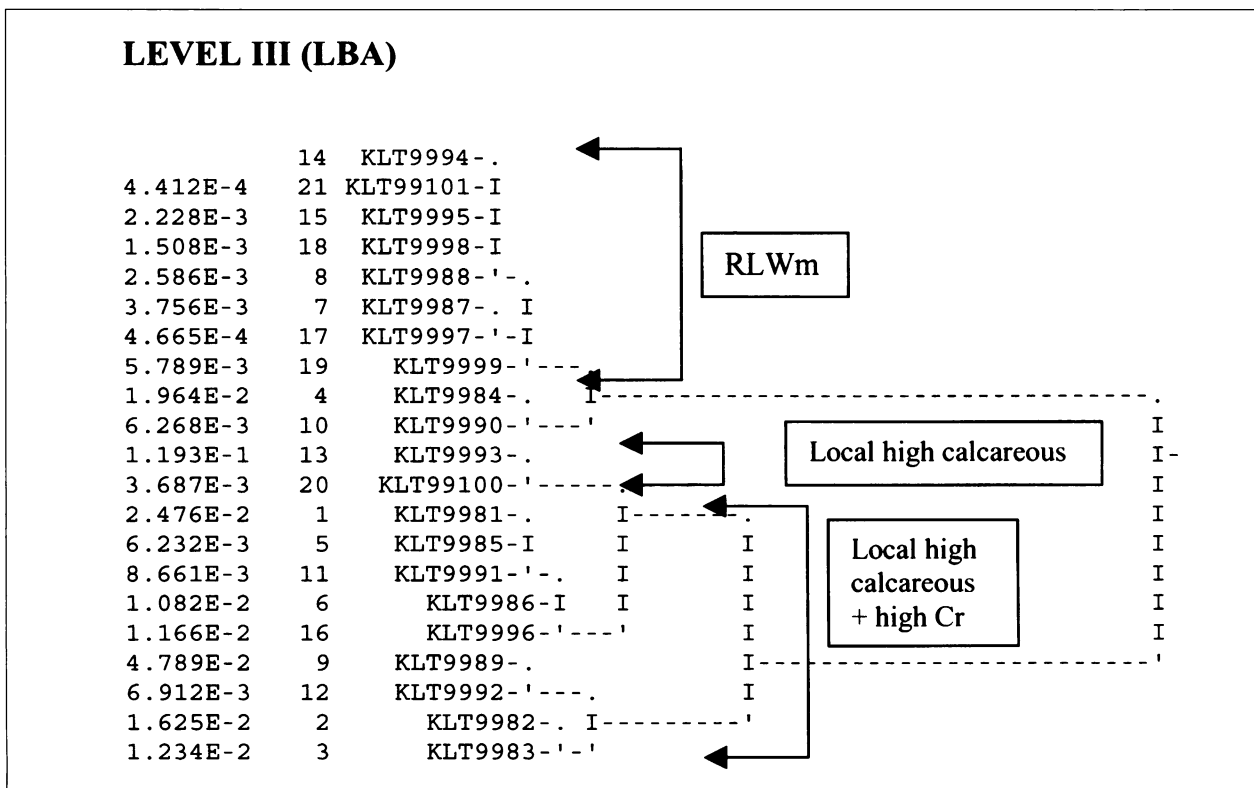 LEVEL III (LBA)
14 KLT9994-.
4.412E-4 21 KLT99101-I
2.228E-3 15 KLT9995-I
1.508E-3 18 KLT9998-I
2.586E-3 8 KLT9988-'-.
3.756E-3 7 KLT9987-. I
4.665E-4 17 KLT9997-'-I
5.789E-3 19 KLT9999-'---.
1.964E-2 4 KLT9984-. I------------------------------------.
6.268E-3 10 KLT9990-'---' I
1.193E-1 13 KLT9993-. I-
3.687E-3 20 KLT99100-'-----. I
2.476E-2 1 KLT9981-. I-------. I
6.232E-3 5 KLT9985-I I I I
8.661E-3 11 KLT9991-'-. I I I
1.082E-2 6 KLT9986-I I I I
1.166E-2 16 KLT9996-'---' I I
4.789E-2 9 KLT9989-. I-------------------------'
6.912E-3 12 KLT9992-'---. I
1.625E-2 2 KLT9982-. I---------'
1.234E-2 3 KLT9983-'-'
RLWm
Local high calcareous
Local high
calcareous
+ high Cr